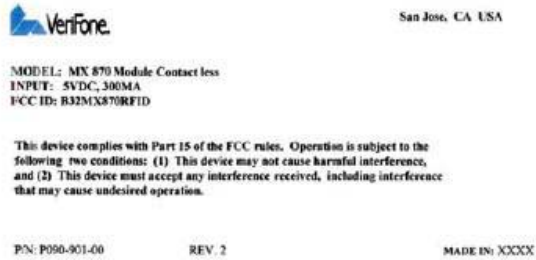 VeriFone.
San Jose, CA USA
MODEL: MX 870 Module Contact less
INPUT: 5VDC, 300MA
FCC ID: B32MX870RFID
This device complies with Part 15 of the FCC rules. Operation is subject to the
following two conditions: (1) This device may not cause harmful interference,
and (2) This device must accept any interference received, including interference
that may cause undesired operation.
P/N: P090-901-00 REV. 2 MADE IN: XXXX